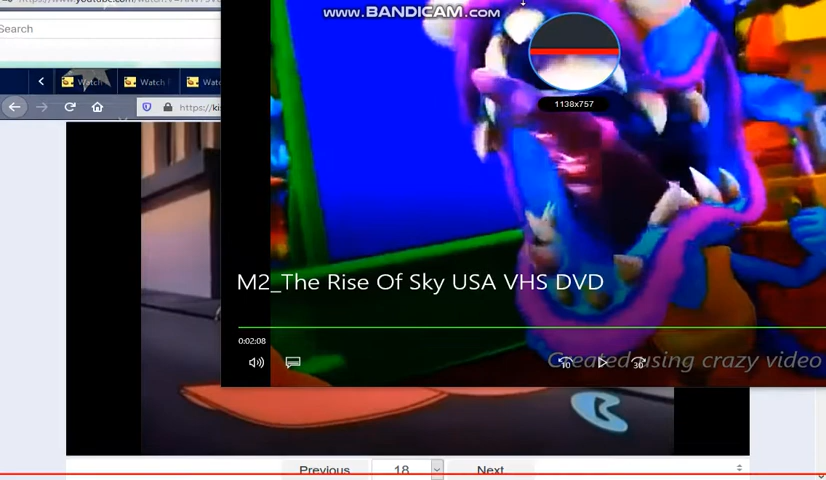 www.BANDICAM.com
Search
Watch
Watch
https://
1138x757
M2_The Rise Of Sky USA VHS DVD
0:02:08
10
30
Created using crazy video
Previous
18
Next